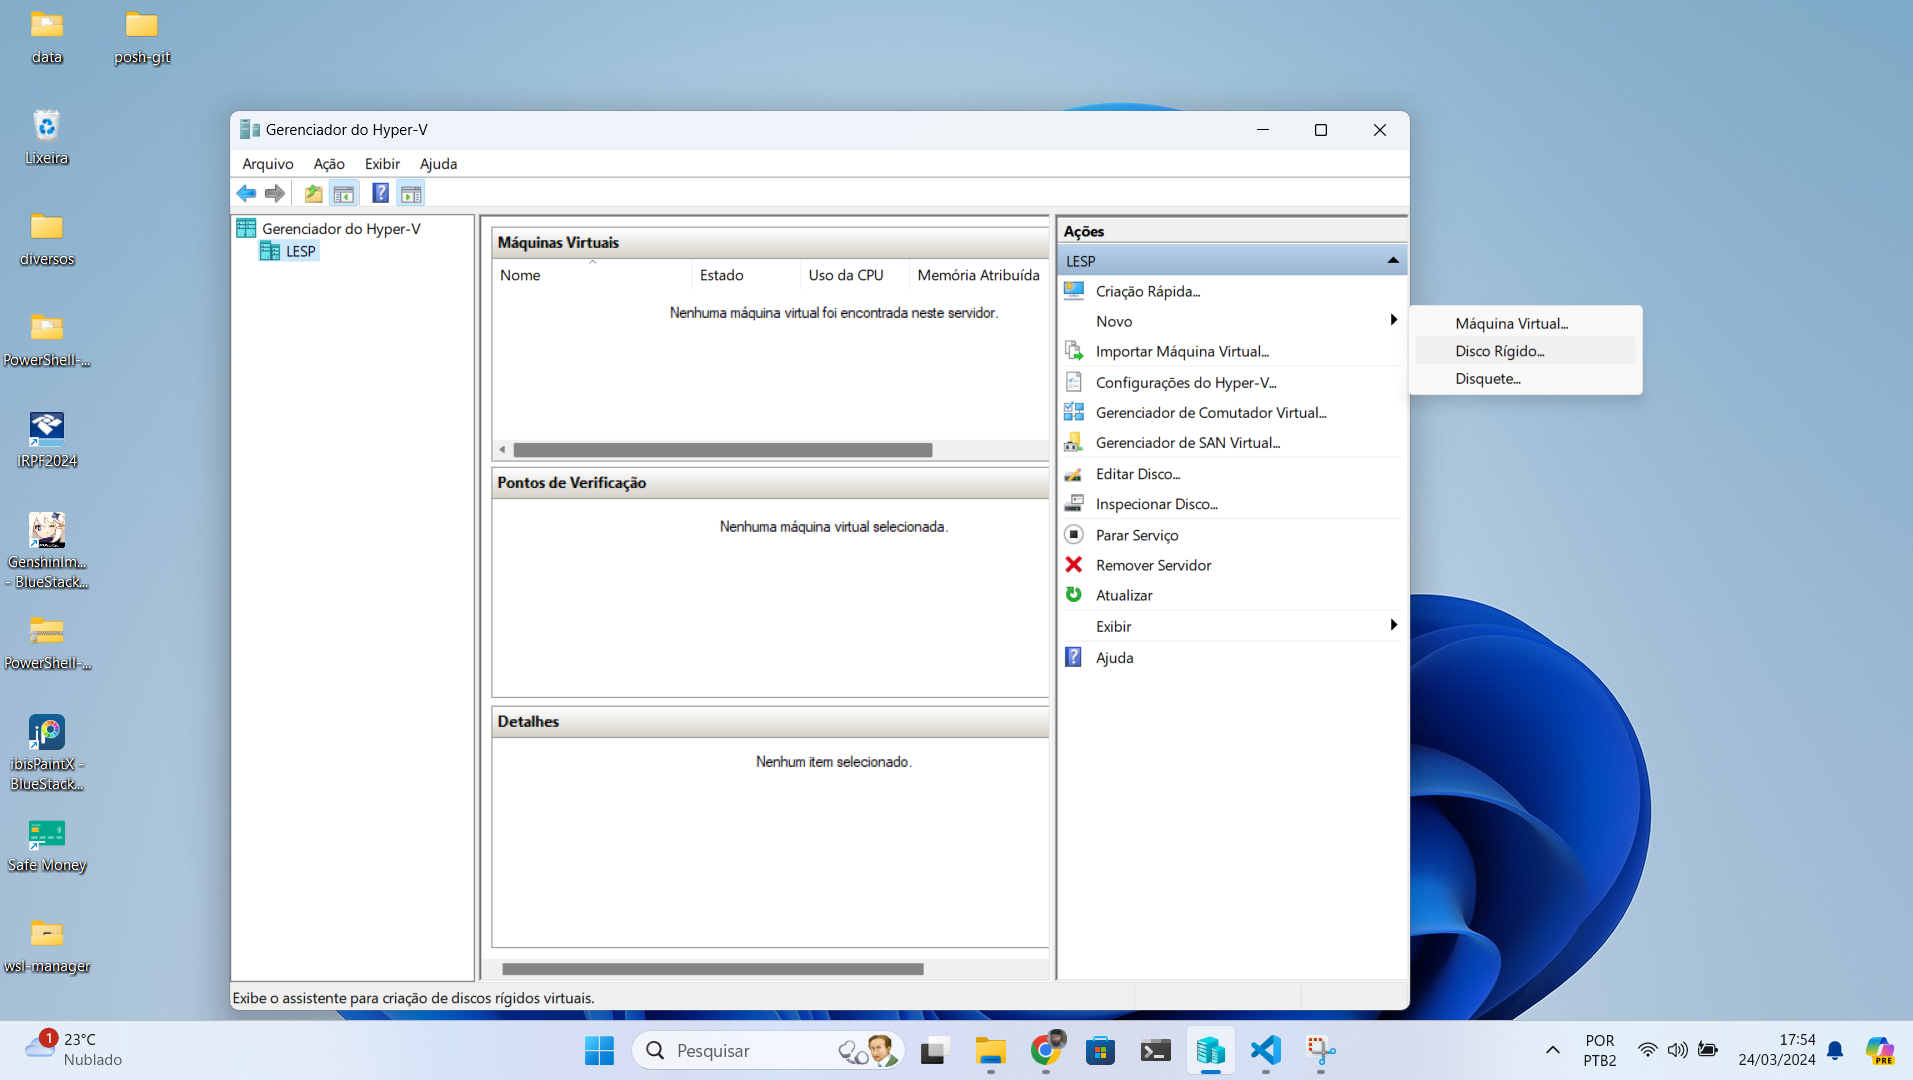 data
posh-git
Lixeira
diversos
PowerShell-...
IRPF2024
GenshinIm...
- BlueStack...
PowerShell-...
ibisPaintX -
BlueStack...
Safe Money
wsl-manager
Gerenciador do Hyper-V
Arquivo
Ação
Exibir
Ajuda
Gerenciador do Hyper-V
LESP
Máquinas Virtuais
Nome
Estado
Uso da CPU
Memória Atribuída
Nenhuma máquina virtual foi encontrada neste servidor.
Pontos de Verificação
Nenhuma máquina virtual selecionada.
Detalhes
Nenhum item selecionado.
Ações
LESP
Criação Rápida...
Novo
Importar Máquina Virtual...
Configurações do Hyper-V...
Gerenciador de Comutador Virtual...
Gerenciador de SAN Virtual...
Editar Disco...
Inspecionar Disco...
Parar Serviço
Remover Servidor
Atualizar
Exibir
Ajuda
Máquina Virtual...
Disco Rígido...
Disquete...
Exibe o assistente para criação de discos rígidos virtuais.
1
23°C
Nublado
Pesquisar
POR
PTB2
17:54
24/03/2024
PRE